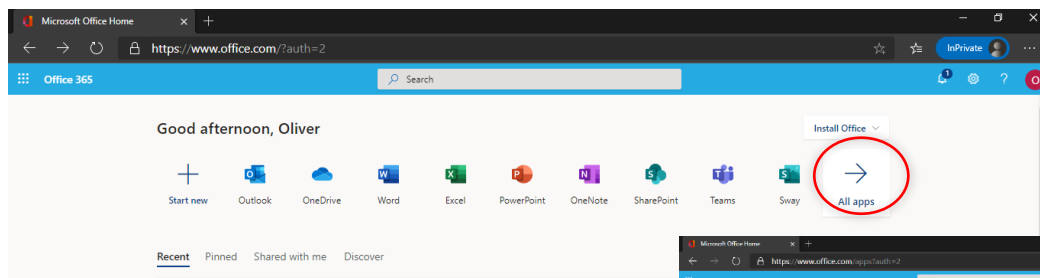 Microsoft Office Home
https://www.office.com/?auth=2
InPrivate
Office 365
Search
1
?
O
Good afternoon, Oliver
Install Office
Start new
Outlook
OneDrive
Word
Excel
PowerPoint
OneNote
SharePoint
Teams
Sway
All apps
Recent Pinned Shared with me Discover
Microsoft Office Home
https://www.office.com/apps?auth=2